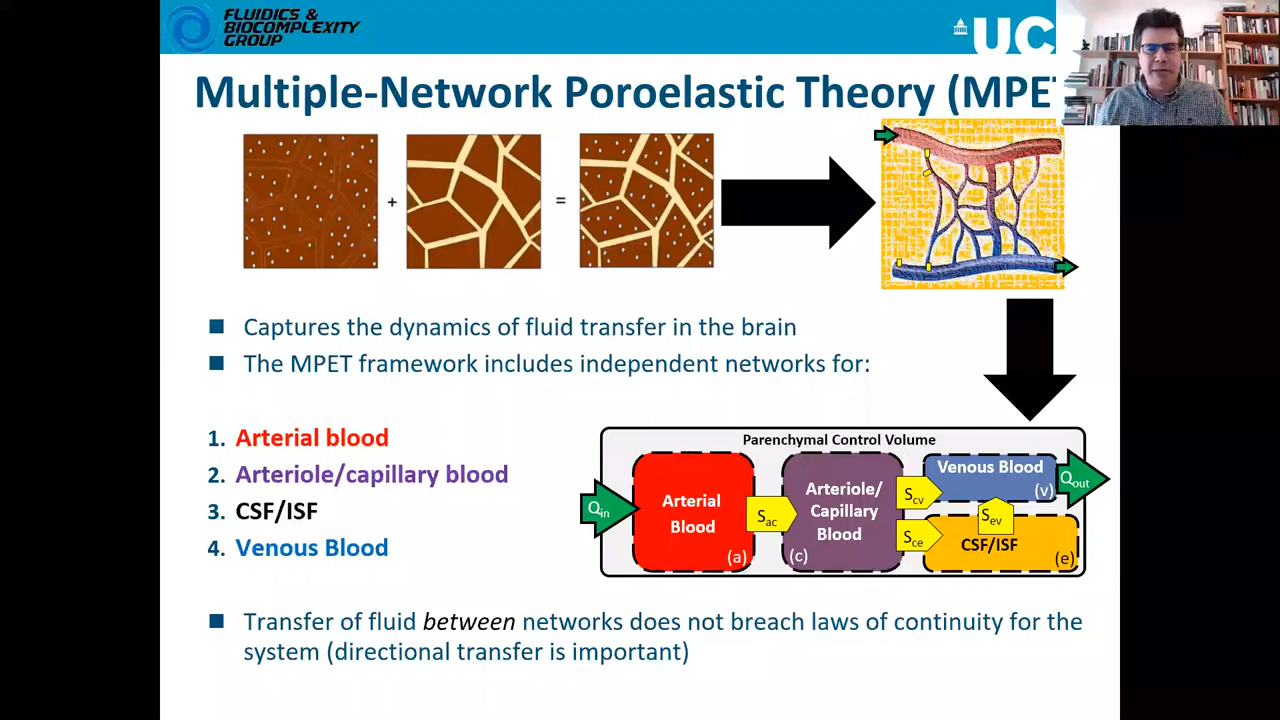 FLUIDICS &
BIOCOMPLEXITY
GROUP
UC
Multiple-Network Poroelastic Theory (MPE
+
=
Captures the dynamics of fluid transfer in the brain
The MPET framework includes independent networks for:
1. Arterial blood
2. Arteriole/capillary blood
3. CSF/ISF
4. Venous Blood
Parenchymal Control Volume
Qin
Arterial
Blood
(a)
Sac
Arteriole/
Capillary
Blood
(c)
Scv
Sce
Venous Blood
(v)
Qout
Sev
CSF/ISF
(e)
Transfer of fluid between networks does not breach laws of continuity for the
system (directional transfer is important)